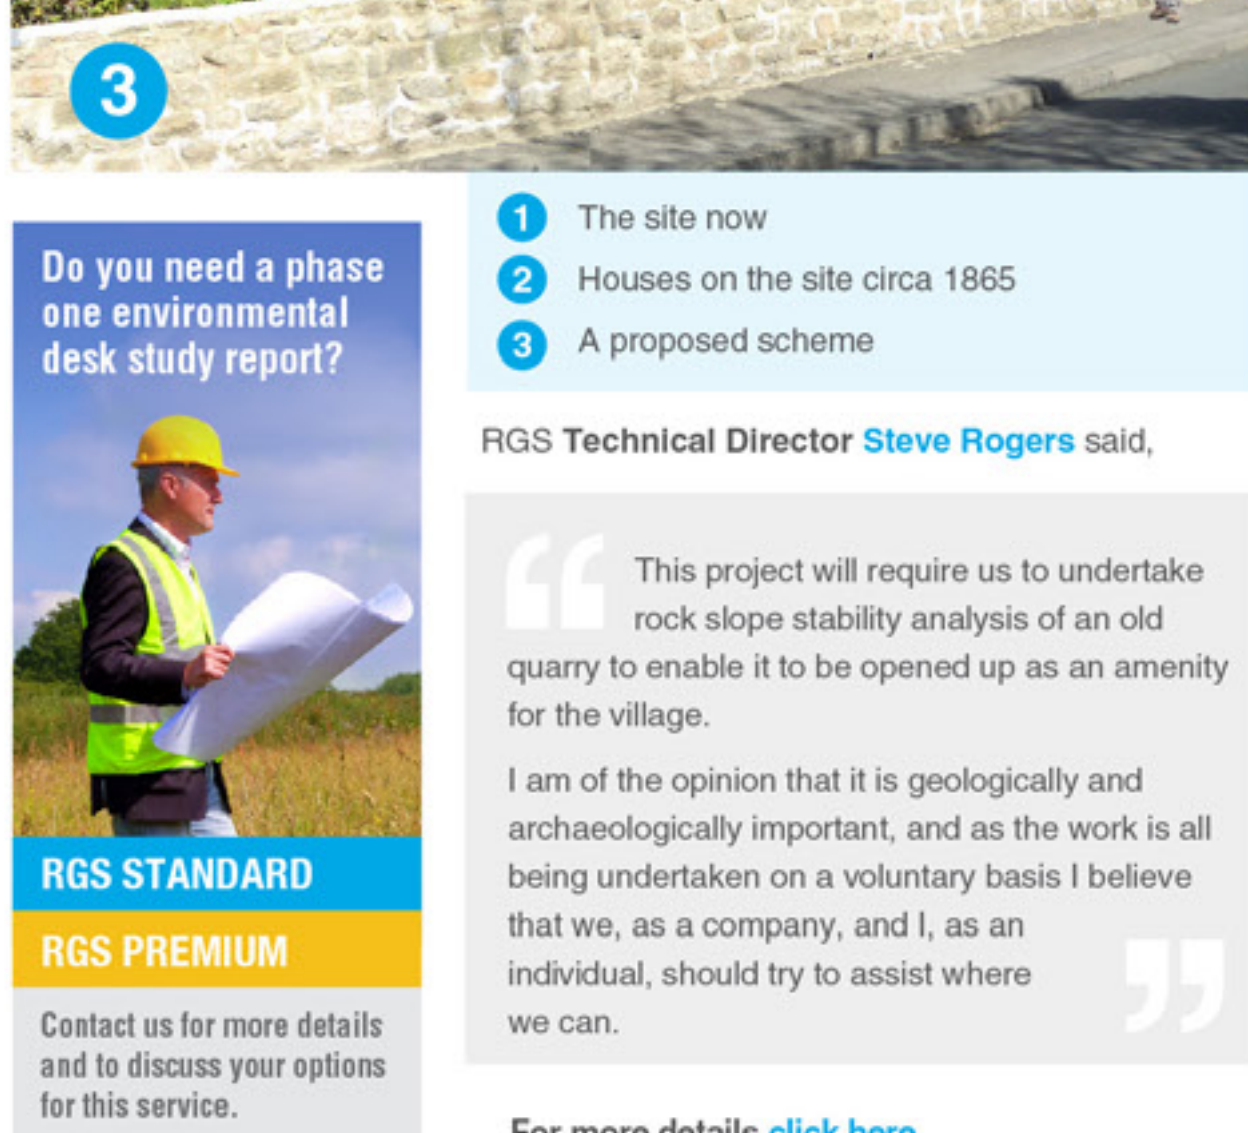 3
1 The site now
2 Houses on the site circa 1865
3 A proposed scheme
Do you need a phase
one environmental
desk study report?
RGS STANDARD
RGS PREMIUM
Contact us for more details
and to discuss your options
for this service.
RGS Technical Director Steve Rogers said,
“ This project will require us to undertake
rock slope stability analysis of an old
quarry to enable it to be opened up as an amenity
for the village.
I am of the opinion that it is geologically and
archaeologically important, and as the work is all
being undertaken on a voluntary basis I believe
that we, as a company, and I, as an
individual, should try to assist where
we can. ”
For more details click here